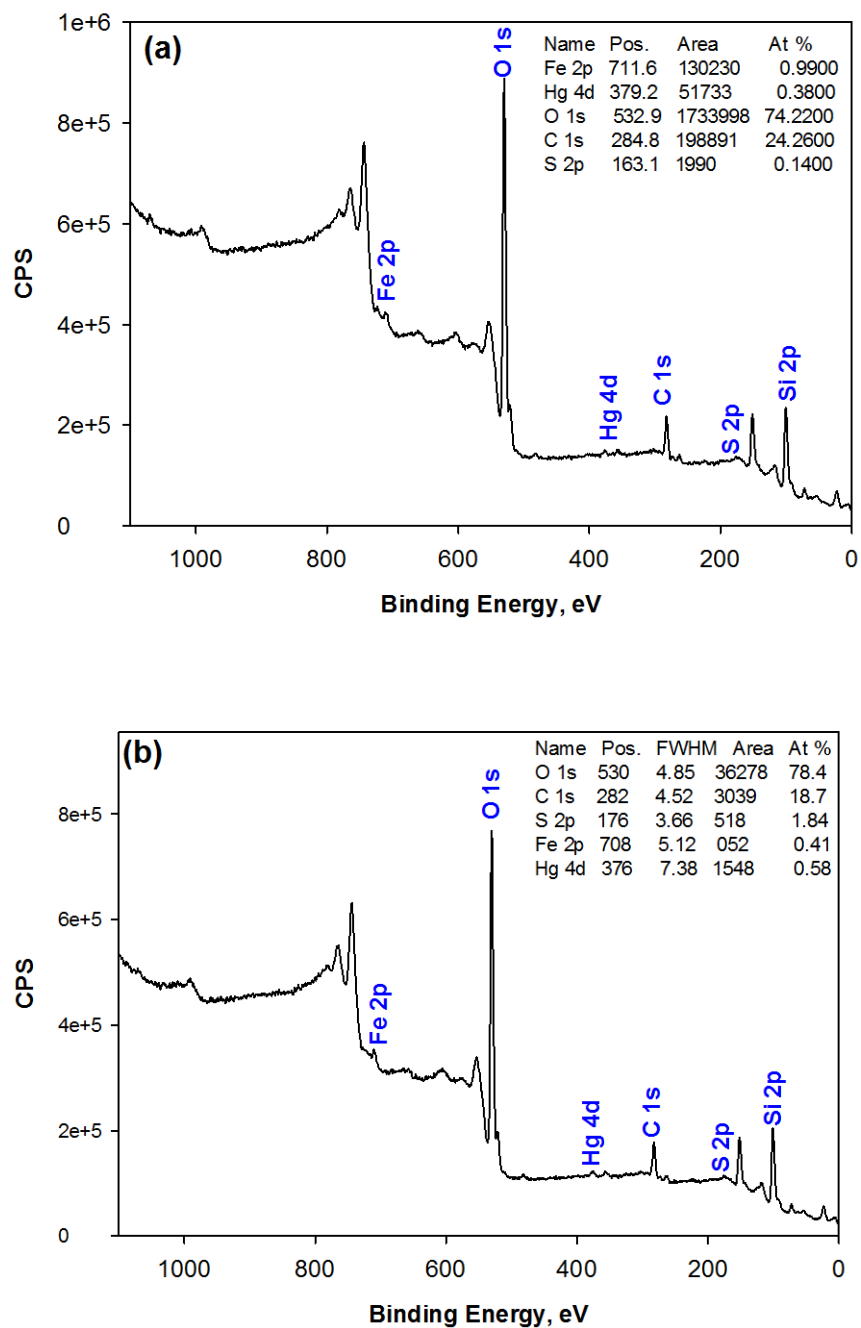 (a)
Name Pos. Area At %
Fe 2p 711.6 130230 0.9900
Hg 4d 379.2 51733 0.3800
O 1s 532.9 1733998 74.2200
C 1s 284.8 198891 24.2600
S 2p 163.1 1990 0.1400
O 1s
Fe 2p
Hg 4d
C 1s
S 2p
Si 2p
1e+6
8e+5
6e+5
4e+5
2e+5
0
CPS
1000 800 600 400 200 0
Binding Energy, eV
(b)
Name Pos. FWHM Area At %
O 1s 530 4.85 36278 78.4
C 1s 282 4.52 3039 18.7
S 2p 176 3.66 518 1.84
Fe 2p 708 5.12 052 0.41
Hg 4d 376 7.38 1548 0.58
O 1s
Fe 2p
Hg 4d
C 1s
S 2p
Si 2p
8e+5
6e+5
4e+5
2e+5
0
CPS
1000 800 600 400 200 0
Binding Energy, eV